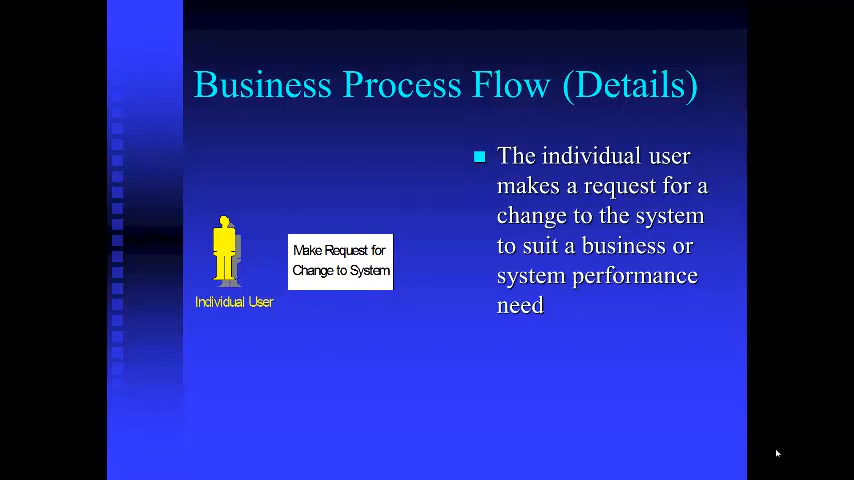 Business Process Flow (Details)
The individual user
makes a request for a
change to the system
to suit a business or
system performance
need
Make Request for
Change to System
Individual User